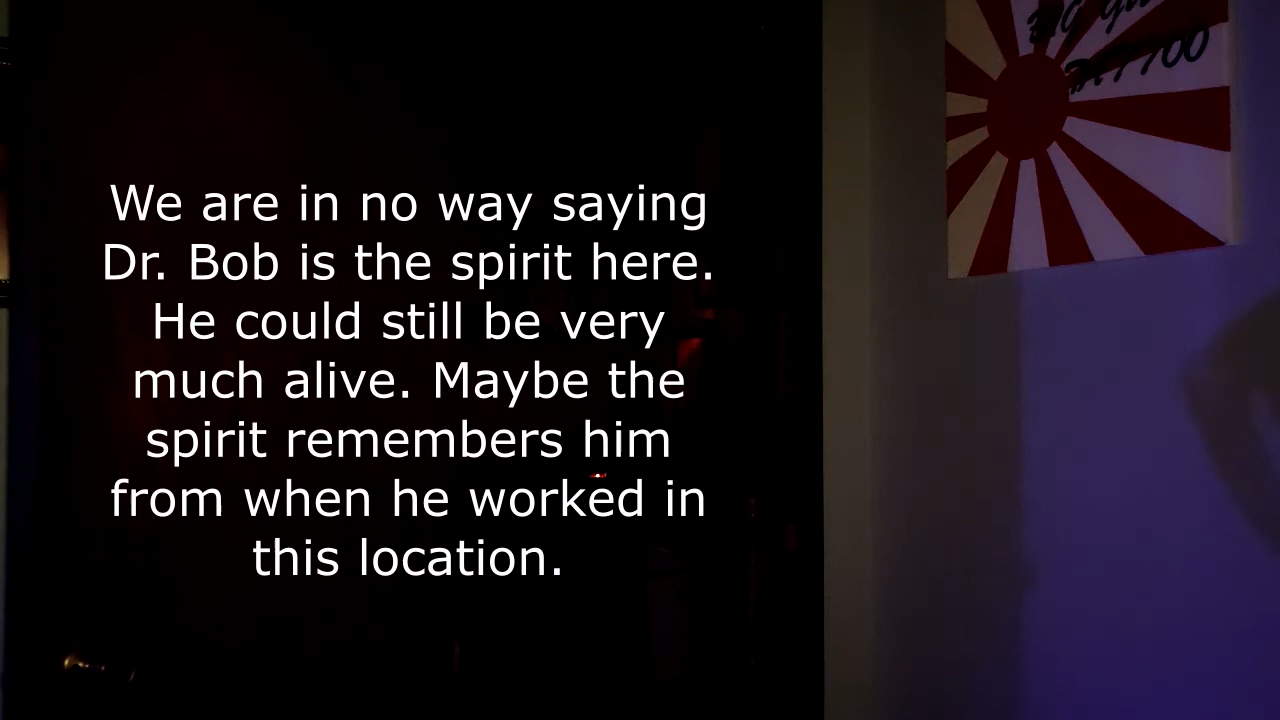 We are in no way saying
Dr. Bob is the spirit here.
He could still be very
much alive. Maybe the
spirit remembers him
from when he worked in
this location.
700